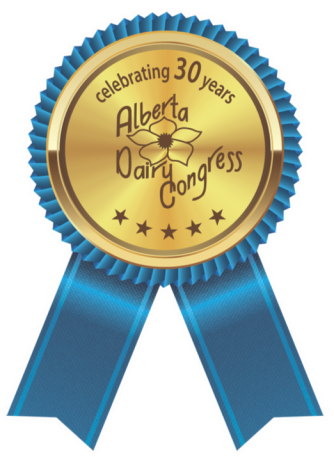 celebrating 30 years
Alberta
Dairy
Congress